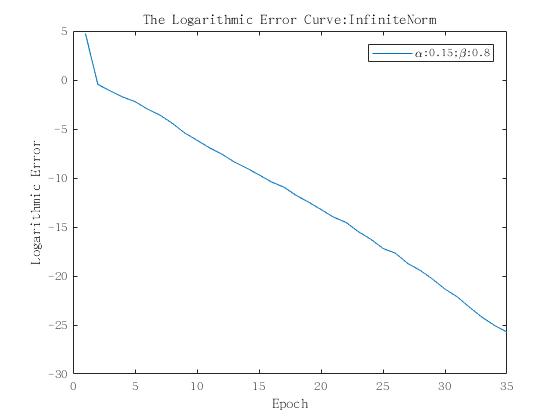 The Logarithmic Error Curve:InfiniteNorm
α:0.15;β:0.8
5
0
-5
-10
-15
-20
-25
-30
Logarithmic Error
0 5 10 15 20 25 30 35
Epoch